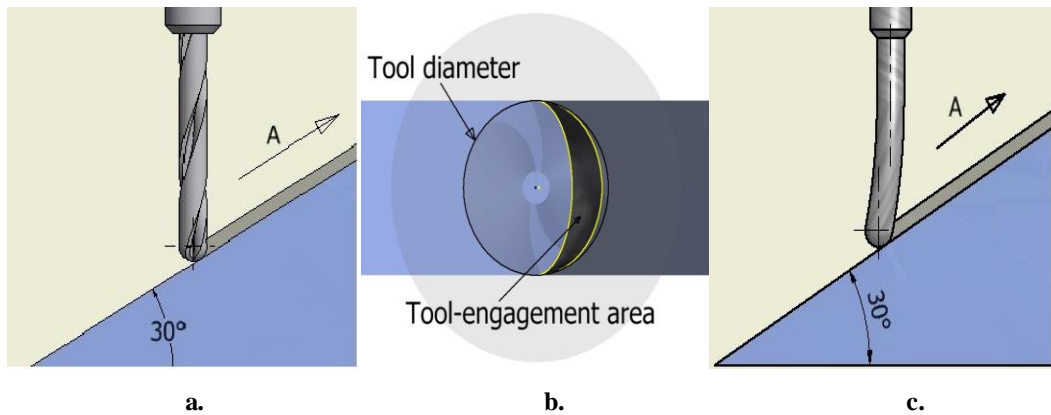 A
30°
Tool diameter
Tool-engagement area
A
30°
a.
b.
c.